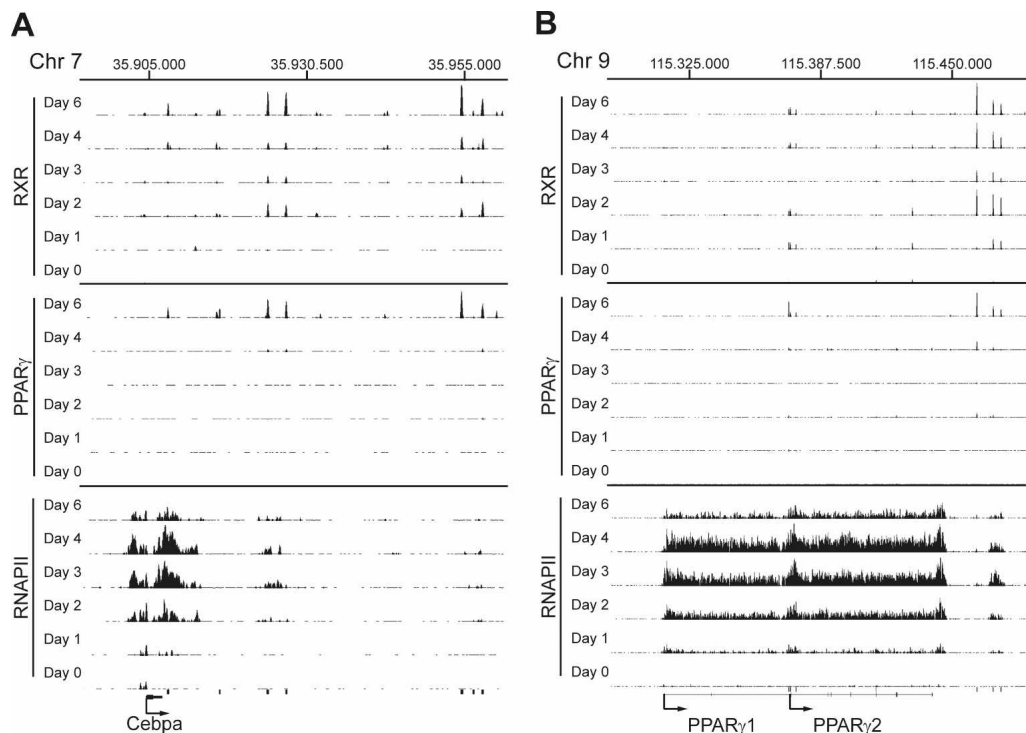 A
Chr 7
35.905.000 35.930.500 35.955.000
RXR
Day 6
Day 4
Day 3
Day 2
Day 1
Day 0
PPARγ
Day 6
Day 4
Day 3
Day 2
Day 1
Day 0
RNAPII
Day 6
Day 4
Day 3
Day 2
Day 1
Day 0
Cebpa
B
Chr 9
115.325.000 115.387.500 115.450.000
RXR
Day 6
Day 4
Day 3
Day 2
Day 1
Day 0
PPARγ
Day 6
Day 4
Day 3
Day 2
Day 1
Day 0
RNAPII
Day 6
Day 4
Day 3
Day 2
Day 1
Day 0
PPARγ1 PPARγ2